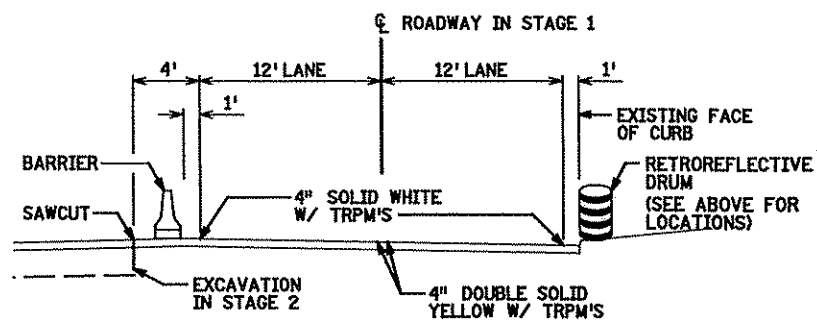 ℄ ROADWAY IN STAGE 1
4'
12' LANE
12' LANE
1'
1'
EXISTING FACE
OF CURB
BARRIER
RETROREFLECTIVE
DRUM
(SEE ABOVE FOR
LOCATIONS)
4" SOLID WHITE
W/ TRPM'S
SAWCUT
EXCAVATION
IN STAGE 2
4" DOUBLE SOLID
YELLOW W/ TRPM'S